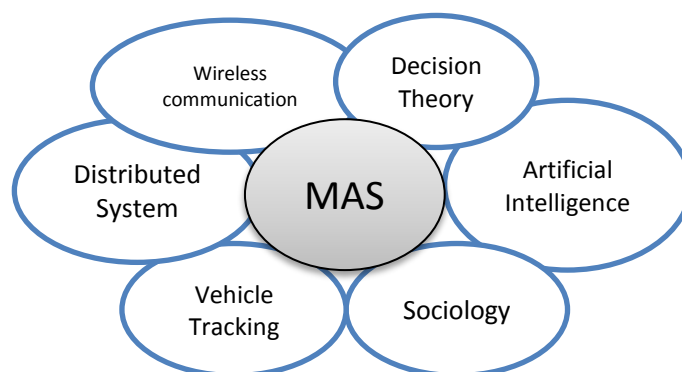 Wireless
communication
Decision
Theory
Distributed
System
MAS
Artificial
Intelligence
Vehicle
Tracking
Sociology